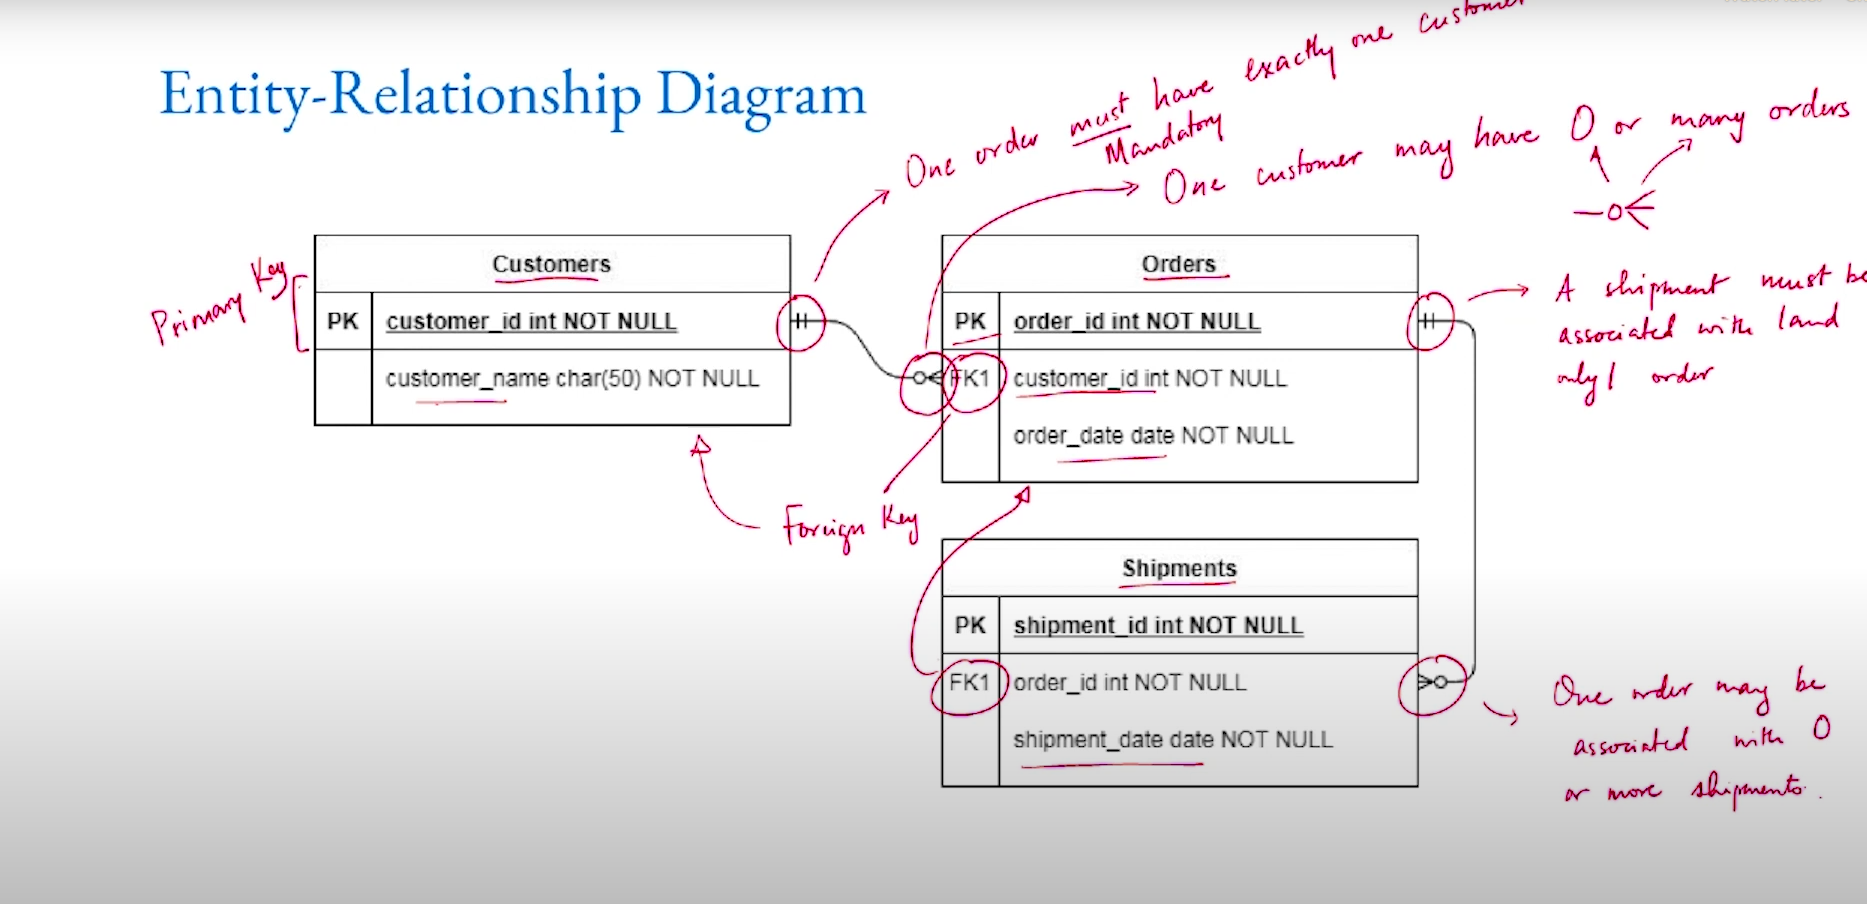 One order must have exactly one customer
Mandatory
Entity-Relationship Diagram
One customer may have 0 or many orders
Primary Key
Customers
PK customer_id int NOT NULL
customer_name char(50) NOT NULL
Orders
PK order_id int NOT NULL
FK1 customer_id int NOT NULL
order_date date NOT NULL
A shipment must be
associated with 1 and
only 1 order
Foreign Key
Shipments
PK shipment_id int NOT NULL
FK1 order_id int NOT NULL
shipment_date date NOT NULL
One order may be
associated with 0
or more shipments.